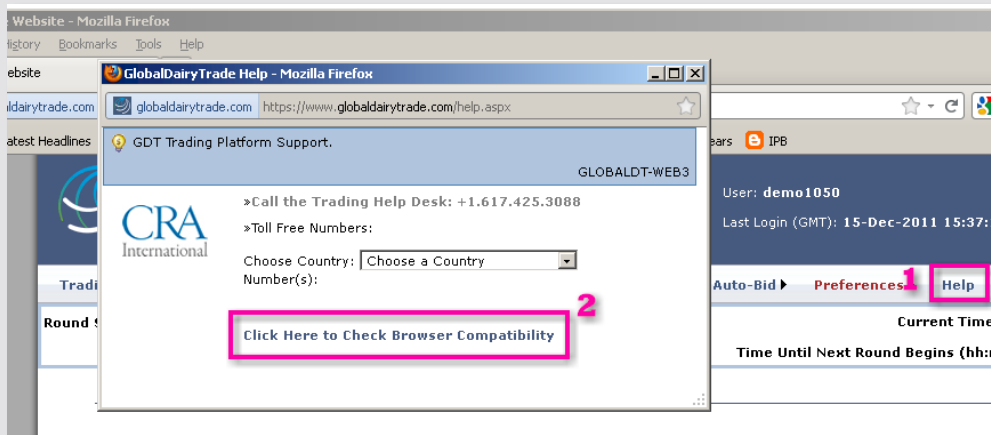 Website - Mozilla Firefox
History Bookmarks Tools Help
ebsite
GlobalDairyTrade Help - Mozilla Firefox
aldairytrade.com
globaldairytrade.com https://www.globaldairytrade.com/help.aspx
atest Headlines
ears IPB
GDT Trading Platform Support.
GLOBALDT-WEB3
CRA
International
»Call the Trading Help Desk: +1.617.425.3088
»Toll Free Numbers:
Choose Country: Choose a Country
Number(s):
2
Click Here to Check Browser Compatibility
User: demo1050
Last Login (GMT): 15-Dec-2011 15:37:
Tradi
Auto-Bid Preferences 1 Help
Round S
Current Time
Time Until Next Round Begins (hh: